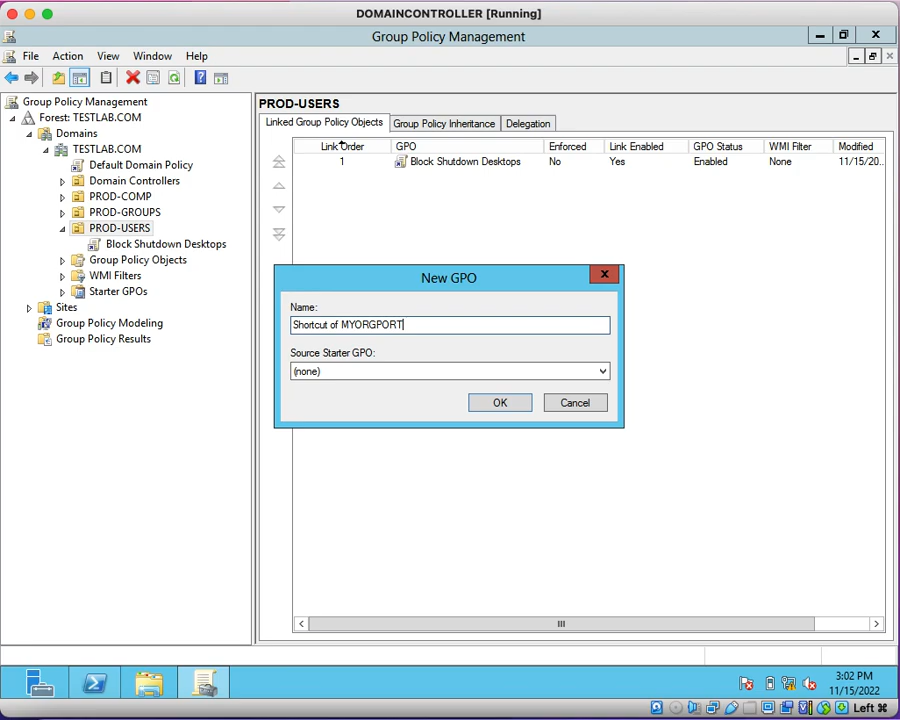 DOMAINCONTROLLER [Running]
Group Policy Management
File Action View Window Help
Group Policy Management
Forest: TESTLAB.COM
Domains
TESTLAB.COM
Default Domain Policy
Domain Controllers
PROD-COMP
PROD-GROUPS
PROD-USERS
Block Shutdown Desktops
Group Policy Objects
WMI Filters
Starter GPOs
Sites
Group Policy Modeling
Group Policy Results
PROD-USERS
Linked Group Policy Objects Group Policy Inheritance Delegation
Link Order GPO Enforced Link Enabled GPO Status WMI Filter Modified
1 Block Shutdown Desktops No Yes Enabled None 11/15/20...
New GPO
Name:
Shortcut of MYORGPORT
Source Starter GPO:
(none)
OK Cancel
3:02 PM
11/15/2022
Left ⌘